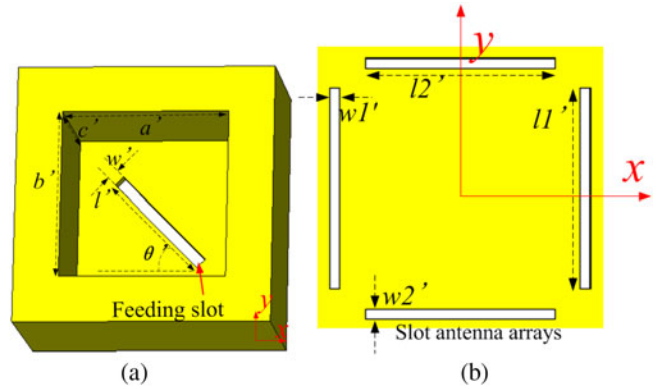 a'
c'
b'
w'
l'
θ'
Feeding slot
y
x
(a)
y
l2'
w1'
l1'
x
w2'
Slot antenna arrays
(b)